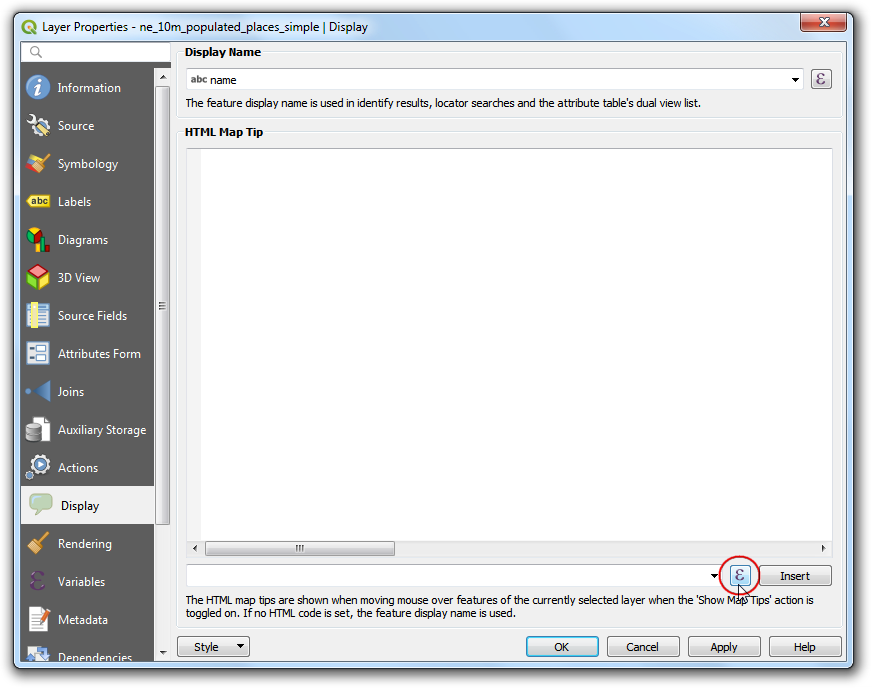 Layer Properties - ne_10m_populated_places_simple | Display
Information
Source
Symbology
abc Labels
Diagrams
3D View
Source Fields
Attributes Form
Joins
Auxiliary Storage
Actions
Display
Rendering
Variables
Metadata
Dependencies
Display Name
abc name
ε
The feature display name is used in identify results, locator searches and the attribute table's dual view list.
HTML Map Tip
ε
Insert
The HTML map tips are shown when moving mouse over features of the currently selected layer when the 'Show Map Tips' action is
toggled on. If no HTML code is set, the feature display name is used.
Style
OK
Cancel
Apply
Help